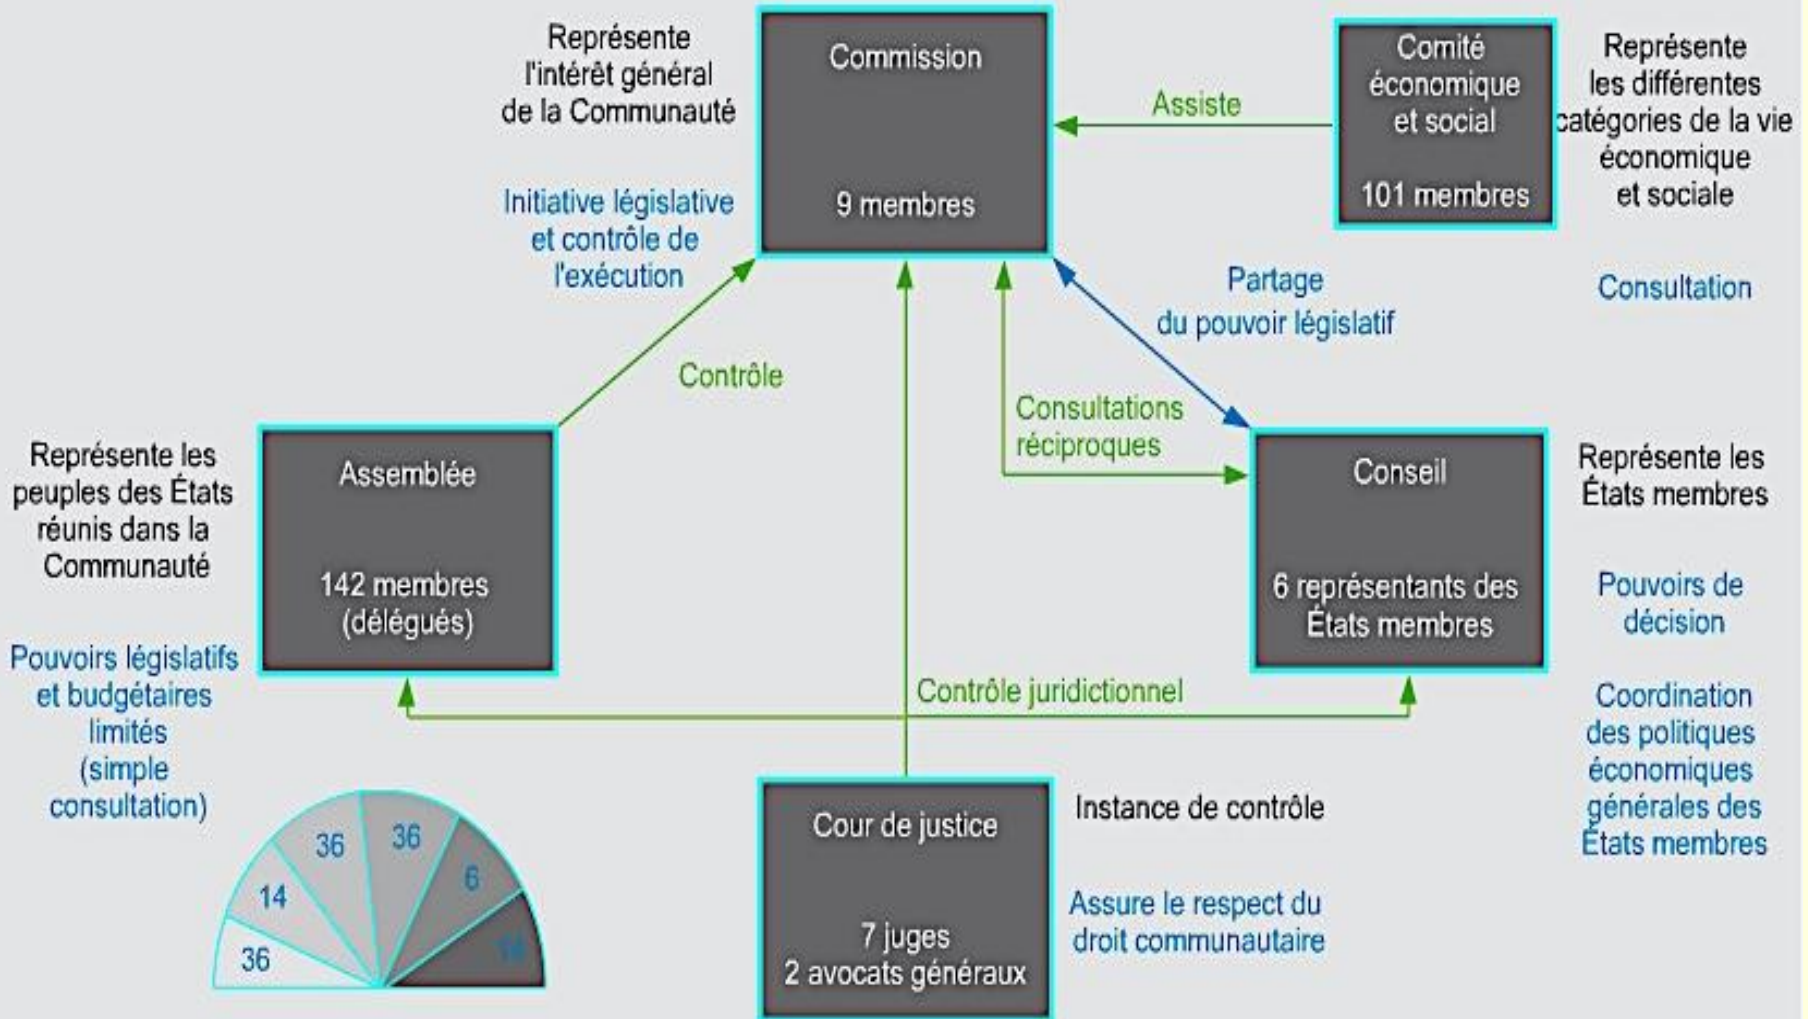 Représente
l'intérêt général
de la Communauté
Initiative législative
et contrôle de
l'exécution
Commission
9 membres
Assiste
Comité
économique
et social
101 membres
Représente
les différentes
catégories de la vie
économique
et sociale
Consultation
Partage
du pouvoir législatif
Contrôle
Consultations
réciproques
Représente les
peuples des États
réunis dans la
Communauté
Pouvoirs législatifs
et budgétaires
limités
(simple
consultation)
Assemblée
142 membres
(délégués)
Conseil
6 représentants des
États membres
Représente les
États membres
Pouvoirs de
décision
Coordination
des politiques
économiques
générales des
États membres
Contrôle juridictionnel
36
14
36
36
6
Cour de justice
7 juges
2 avocats généraux
Instance de contrôle
Assure le respect du
droit communautaire